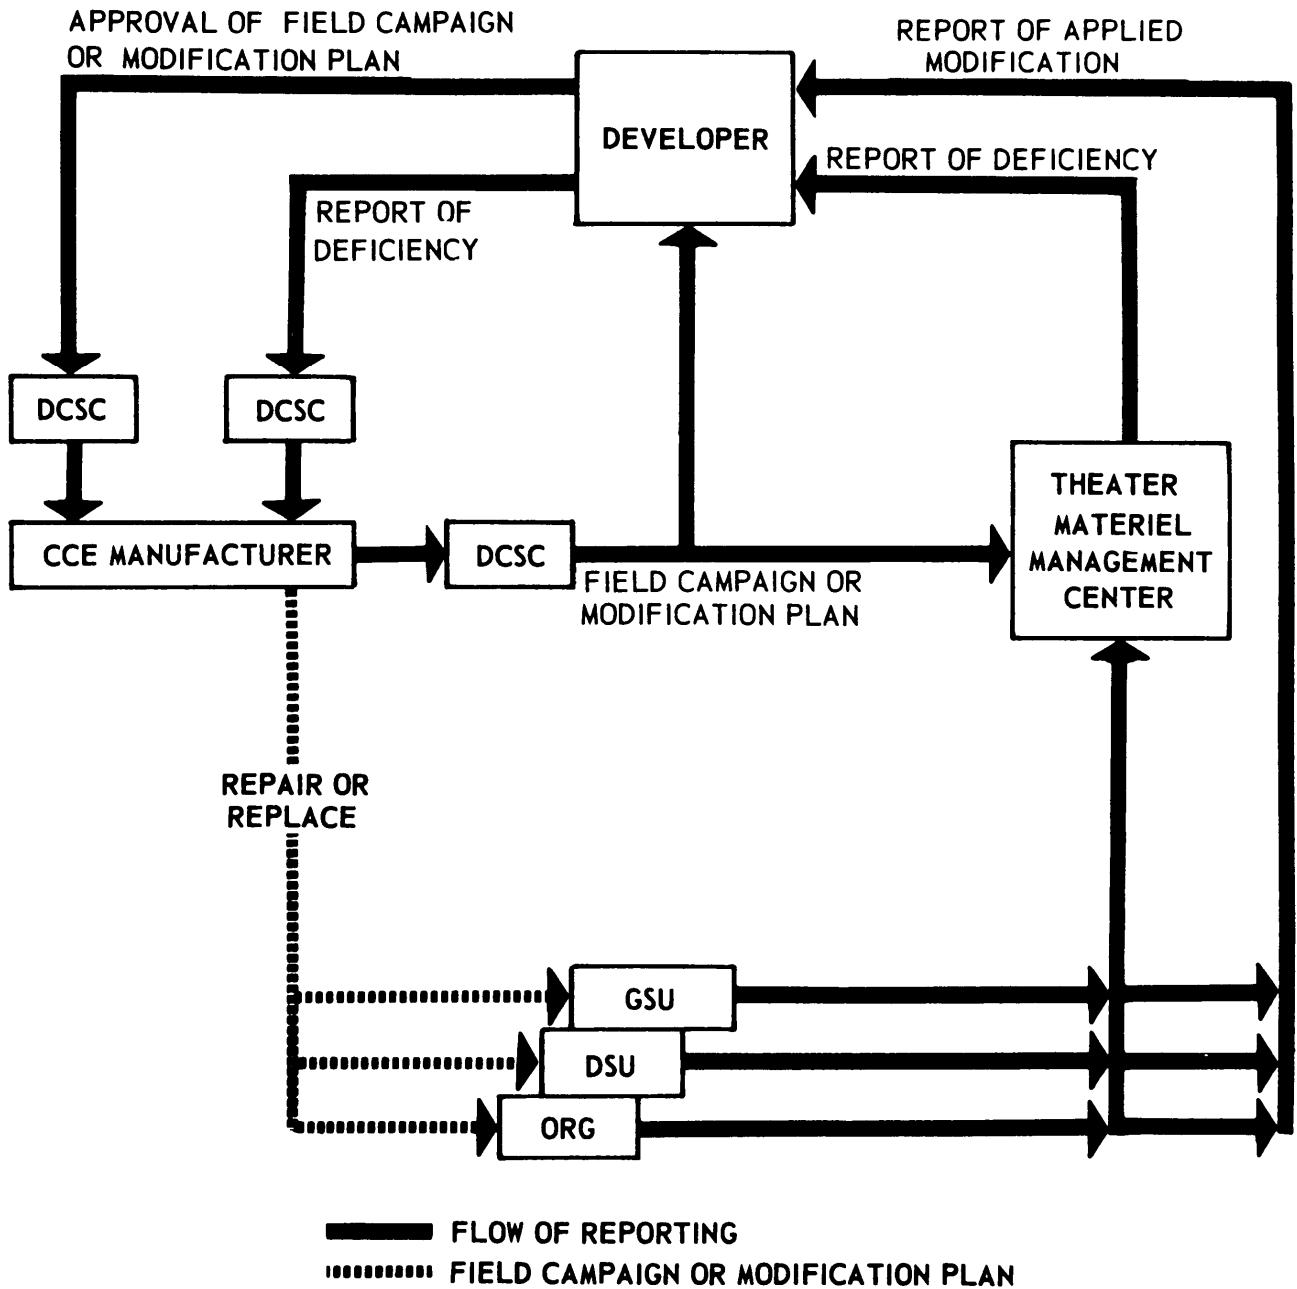 APPROVAL OF FIELD CAMPAIGN
OR MODIFICATION PLAN
REPORT OF APPLIED
MODIFICATION
DEVELOPER
REPORT OF DEFICIENCY
REPORT OF
DEFICIENCY
DCSC
DCSC
THEATER
MATERIEL
MANAGEMENT
CENTER
CCE MANUFACTURER
DCSC
FIELD CAMPAIGN OR
MODIFICATION PLAN
REPAIR OR
REPLACE
GSU
DSU
ORG
FLOW OF REPORTING
FIELD CAMPAIGN OR MODIFICATION PLAN